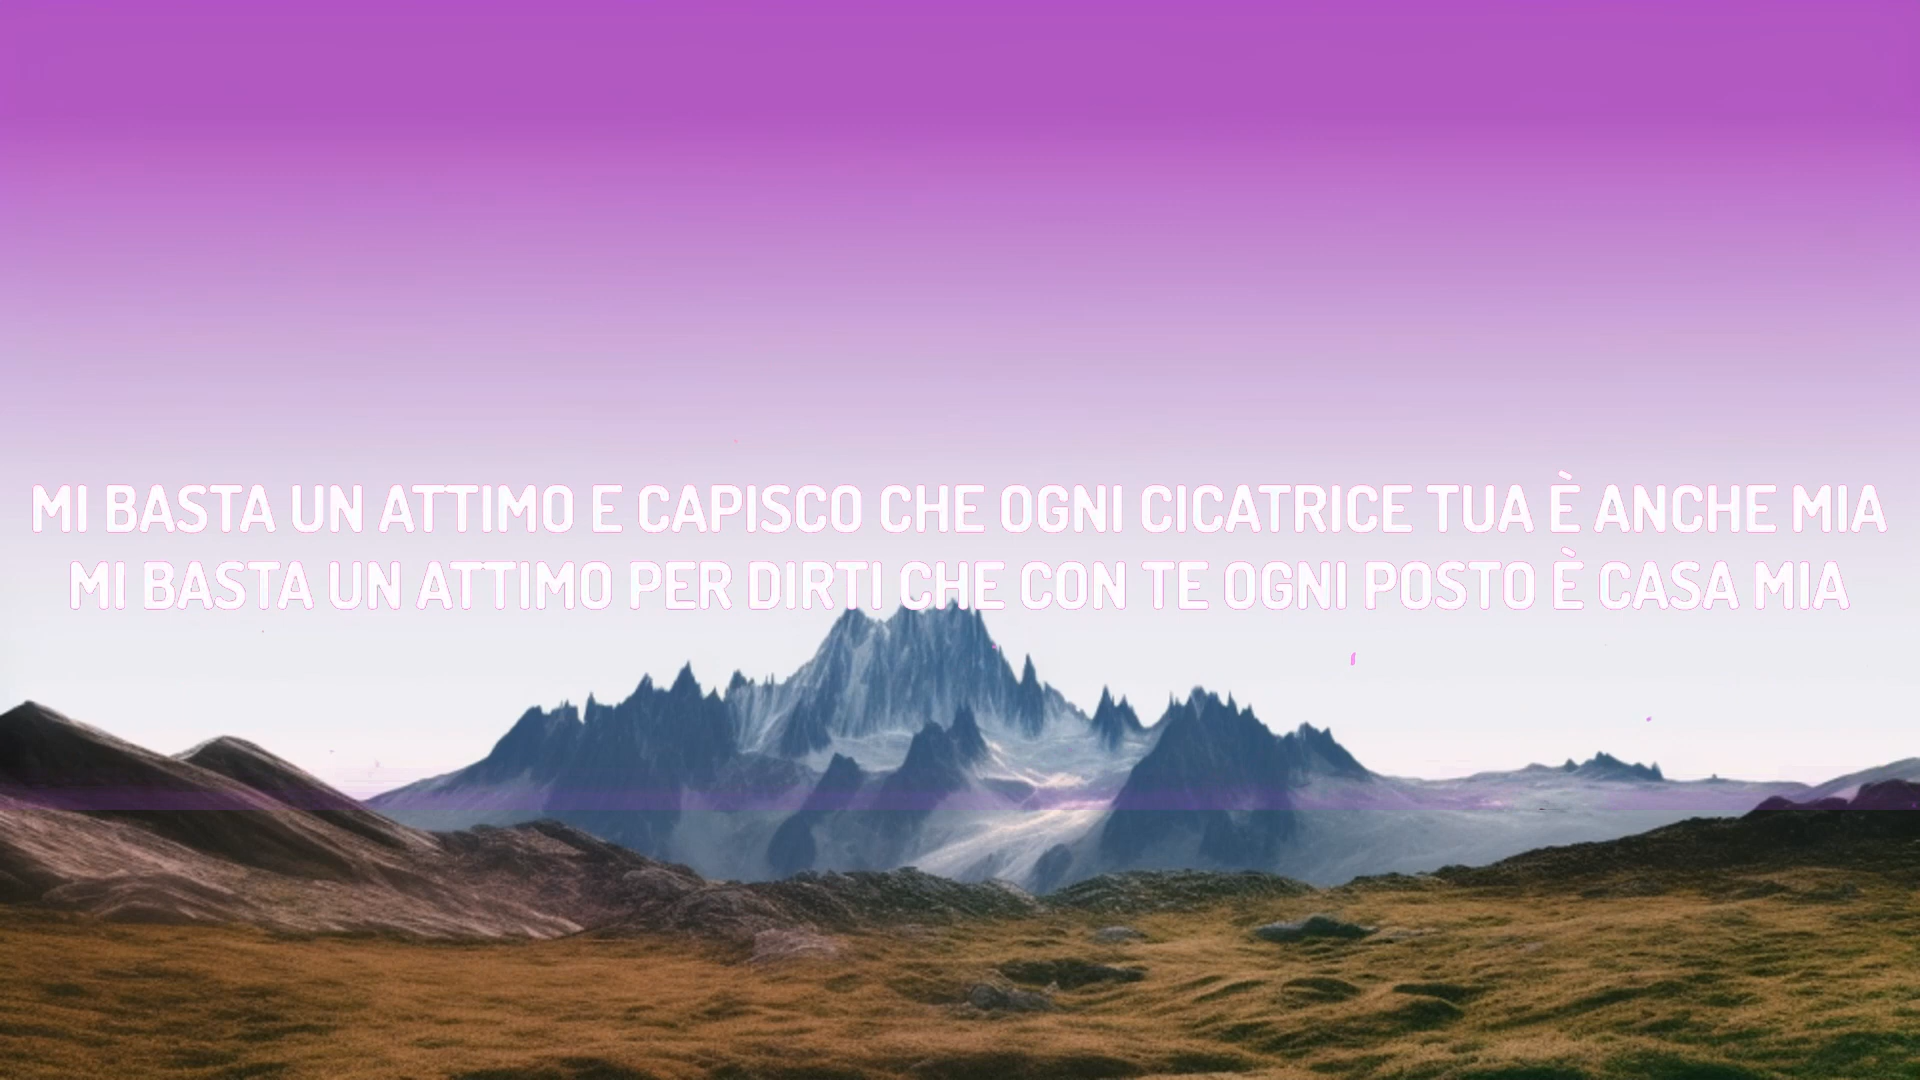 MI BASTA UN ATTIMO E CAPISCO CHE OGNI CICATRICE TUA È ANCHE MIA
MI BASTA UN ATTIMO PER DIRTI CHE CON TE OGNI POSTO È CASA MIA